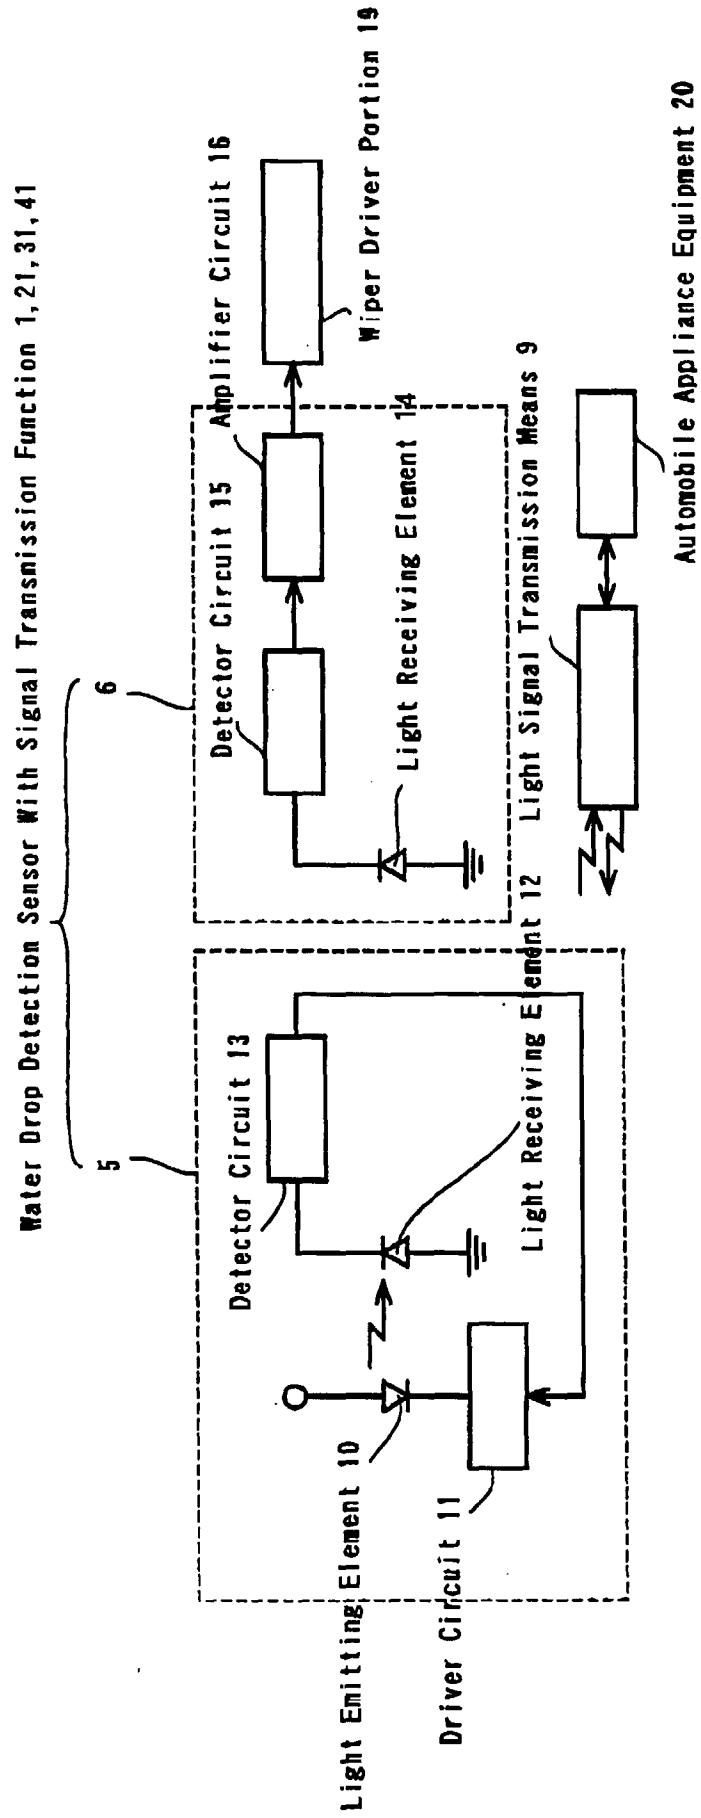 Water Drop Detection Sensor With Signal Transmission Function 1,21,31,41
5
6
Detector Circuit 13
Detector Circuit 15
Amplifier Circuit 16
Light Emitting Element 10
Light Receiving Element 14
Wiper Driver Portion 19
Driver Circuit 11
Light Receiving Element 12
Light Signal Transmission Means 9
Automobile Appliance Equipment 20